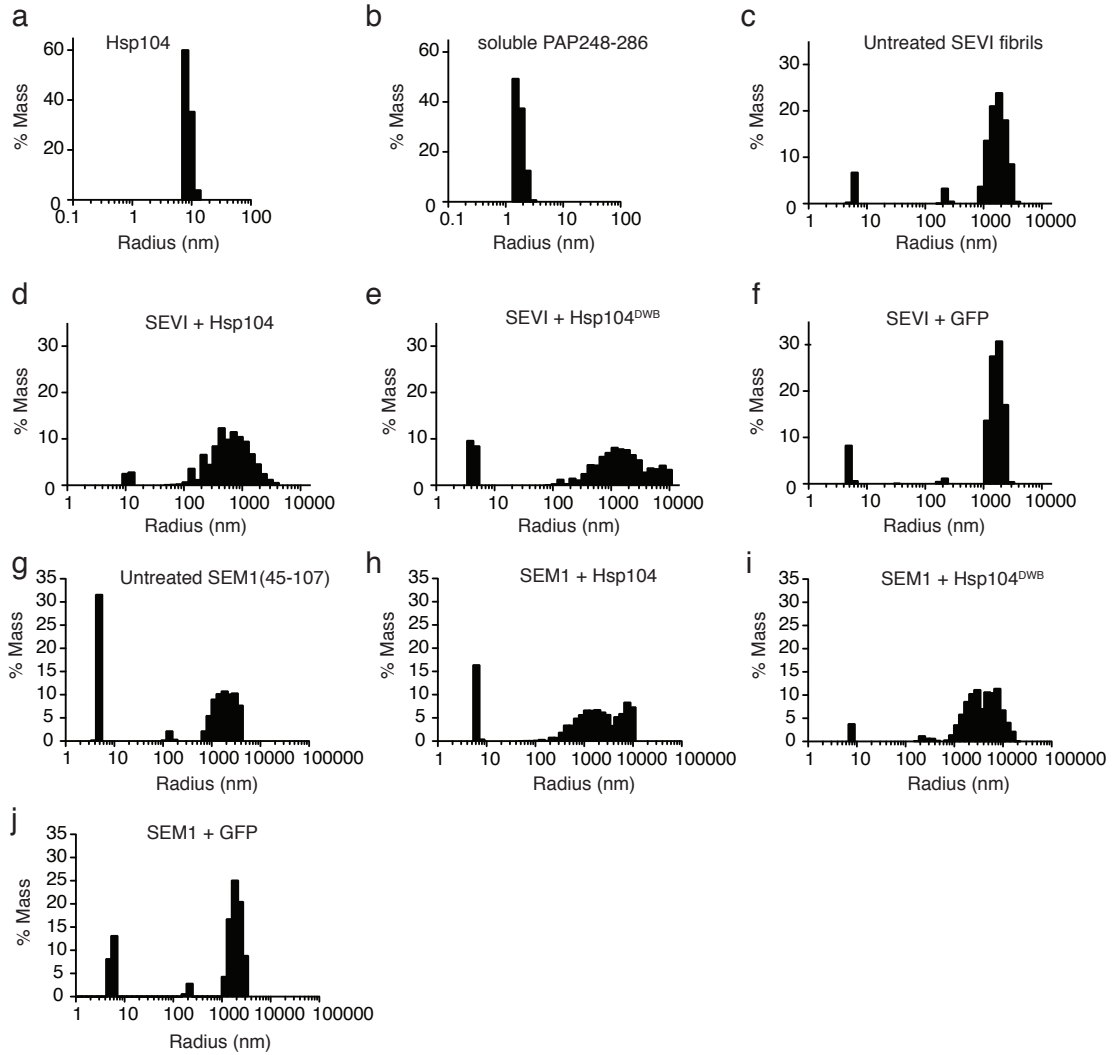 a
Hsp104
60
40
20
0
% Mass
0.1 1 10 100
Radius (nm)
b
soluble PAP248-286
60
40
20
0
% Mass
0.1 1 10 100
Radius (nm)
c
Untreated SEVI fibrils
30
20
10
0
% Mass
1 10 100 1000 10000
Radius (nm)
d
SEVI + Hsp104
30
20
10
0
% Mass
1 10 100 1000 10000
Radius (nm)
e
SEVI + Hsp104DWB
30
20
10
0
% Mass
1 10 100 1000 10000
Radius (nm)
f
SEVI + GFP
30
20
10
0
% Mass
1 10 100 1000 10000
Radius (nm)
g
Untreated SEM1(45-107)
35
30
25
20
15
10
5
0
% Mass
1 10 100 1000 10000 100000
Radius (nm)
h
SEM1 + Hsp104
35
30
25
20
15
10
5
0
% Mass
1 10 100 1000 10000 100000
Radius (nm)
i
SEM1 + Hsp104DWB
35
30
25
20
15
10
5
0
% Mass
1 10 100 1000 10000 100000
Radius (nm)
j
SEM1 + GFP
35
30
25
20
15
10
5
0
% Mass
1 10 100 1000 10000 100000
Radius (nm)